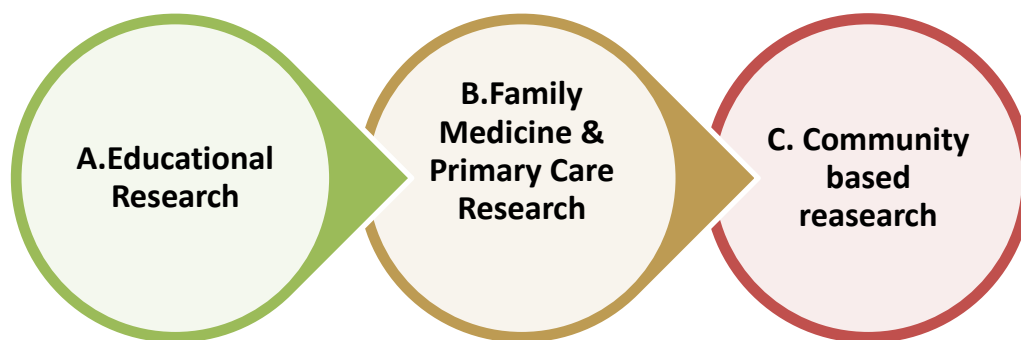 A.Educational
Research
B.Family
Medicine &
Primary Care
Research
C. Community
based
reasearch